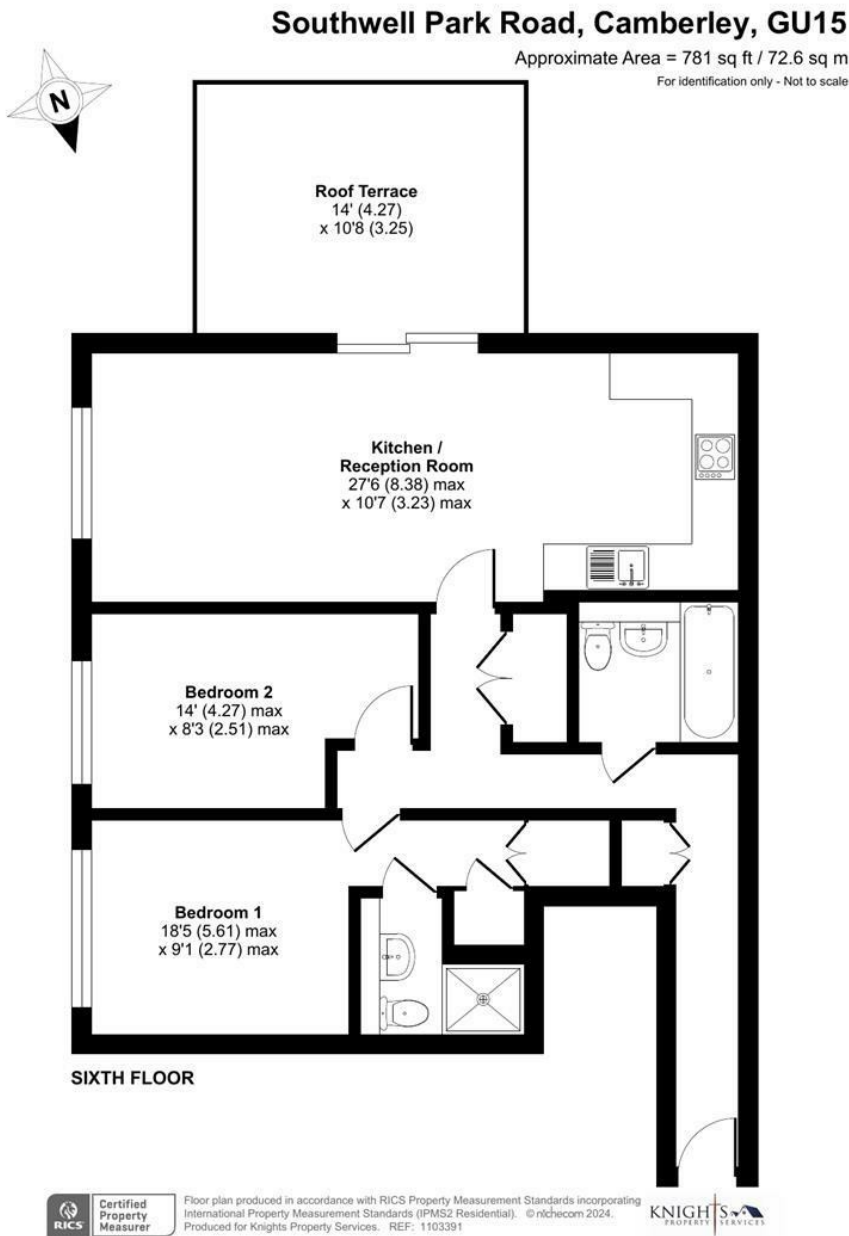 Southwell Park Road, Camberley, GU15
Approximate Area = 781 sq ft / 72.6 sq m
For identification only - Not to scale
N
Roof Terrace
14' (4.27)
x 10'8 (3.25)
Kitchen /
Reception Room
27'6 (8.38) max
x 10'7 (3.23) max
Bedroom 2
14' (4.27) max
x 8'3 (2.51) max
Bedroom 1
18'5 (5.61) max
x 9'1 (2.77) max
SIXTH FLOOR
RICS
Certified
Property
Measurer
Floor plan produced in accordance with RICS Property Measurement Standards incorporating
International Property Measurement Standards (IPMS2 Residential). © nichecom 2024.
Produced for Knights Property Services. REF: 1103391
KNIGHTS
PROPERTY SERVICES